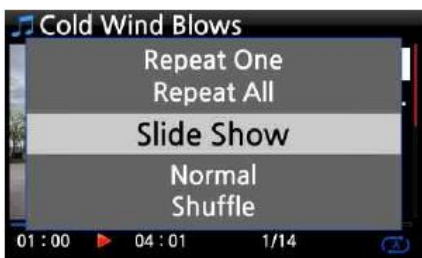 Cold Wind Blows
Repeat One
Repeat All
Slide Show
Normal
Shuffle
01:00 04:01 1/14